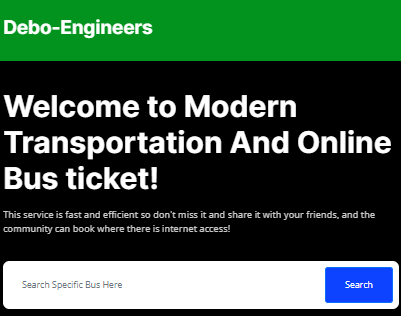 Debo-Engineers
Welcome to Modern
Transportation And Online
Bus ticket!
This service is fast and efficient so don't miss it and share it with your friends, and the
community can book where there is internet access!
Search Specific Bus Here
Search